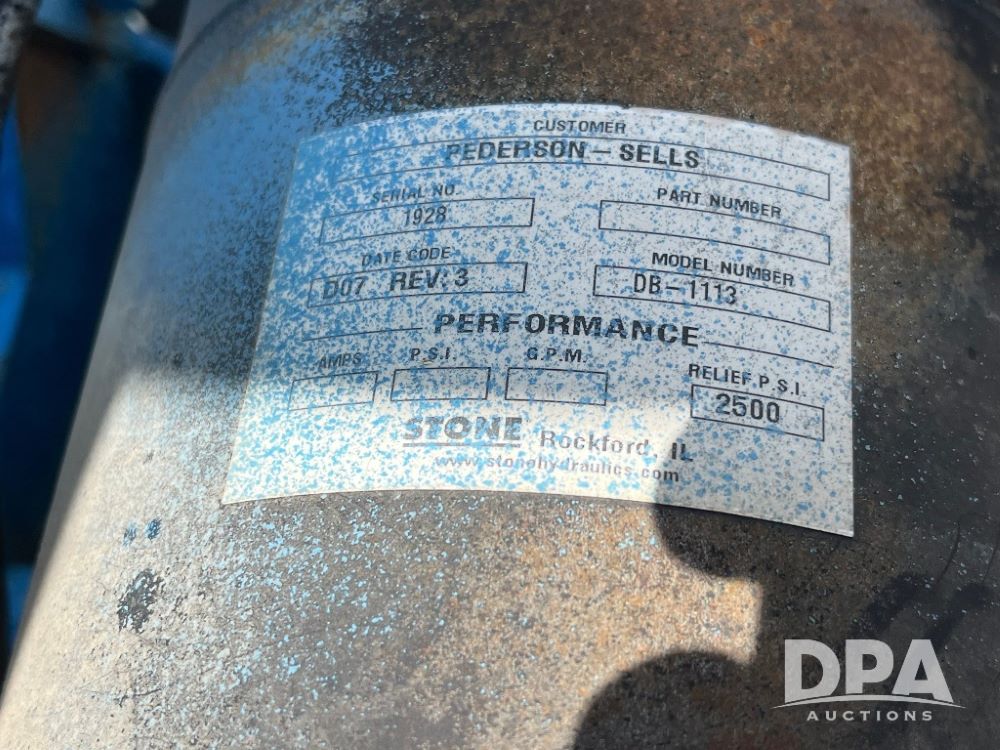 CUSTOMER
PEDERSON-SELLS
SERIAL NO. PART NUMBER
1928
DATE CODE MODEL NUMBER
D07 REV: 3 DB-1113
PERFORMANCE
AMPS P.S.I. G.P.M. RELIEF P.S.I.
2500
STONE Rockford, IL
www.stonehydraulics.com
DPA
AUCTIONS